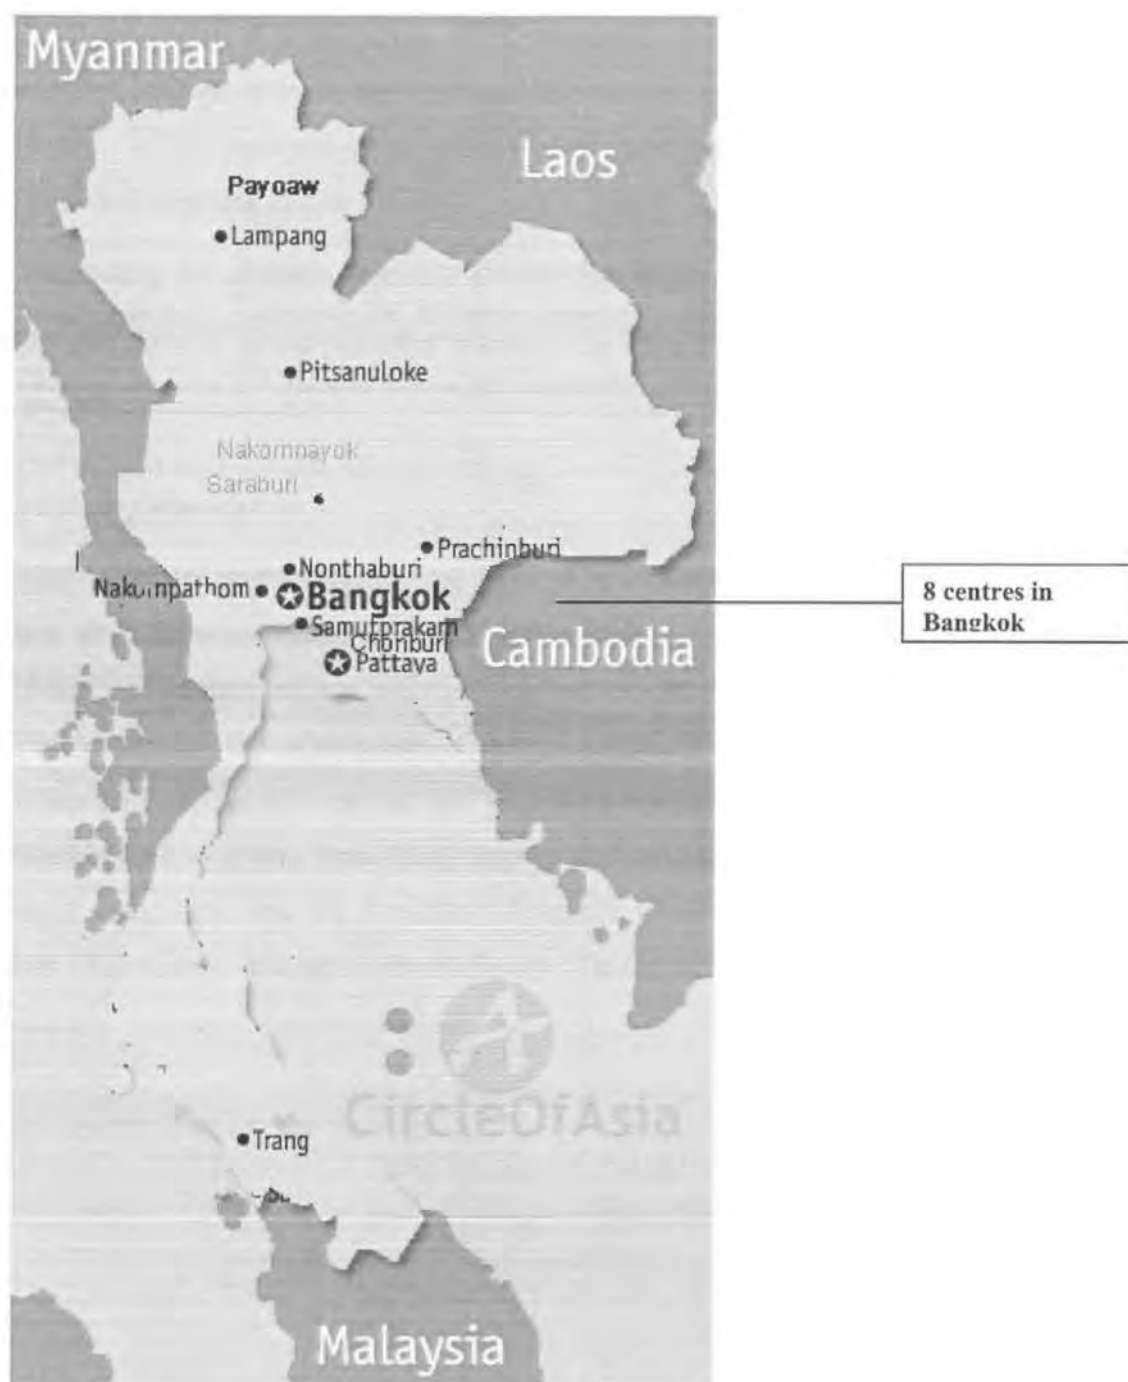 Myanmar
Laos
Payoaw
Lampang
Pitsanuloke
Nakornnayok
Saraburi
Prachinburi
Nonthaburi
Nakornpathom
Bangkok
8 centres in
Bangkok
Samutprakarn
Chonburi
Cambodia
Pattaya
CircleOfAsia
Trang
Malaysia